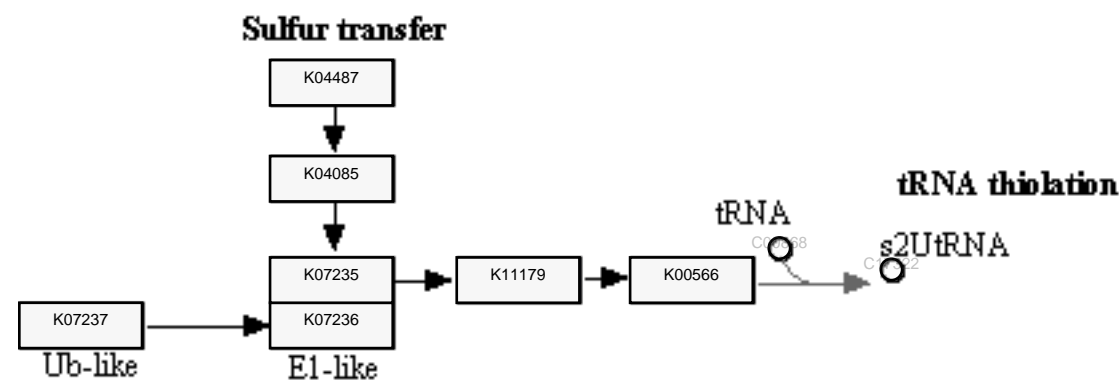 Sulfur transfer
K04487
K04085
tRNA thiolation
tRNA
s2UtRNA
K07235
K11179
K00566
K07237
K07236
Ub-like
E1-like